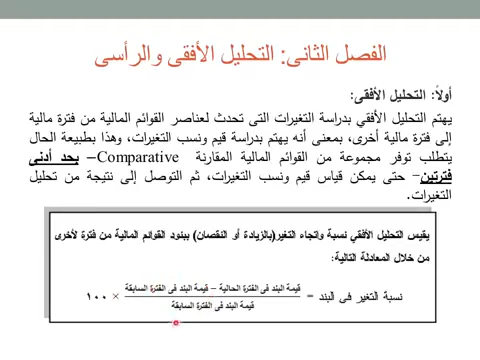 الفصل الثانى: التحليل الأفقى والرأسى
أولاً: التحليل الأفقى:
يهتم التحليل الأفقي بدراسة التغيرات التى تحدث لعناصر القوائم المالية من فترة مالية
إلى فترة مالية أخرى، بمعنى أنه يهتم بدراسة قيم ونسب التغيرات، وهذا بطبيعة الحال
يتطلب توفر مجموعة من القوائم المالية المقارنة Comparative – بحد أدنى
فترتين- حتى يمكن قياس قيم ونسب التغيرات، ثم التوصل إلى نتيجة من تحليل
التغيرات.
يقيس التحليل الأفقي نسبة واتجاه التغير(بالزيادة أو النقصان) ببنود القوائم المالية من فترة لأخرى
من خلال المعادلة التالية:
قيمة البند فى الفترة الحالية – قيمة البند فى الفترة السابقة
نسبة التغير فى البند = × ١٠٠
قيمة البند فى الفترة السابقة